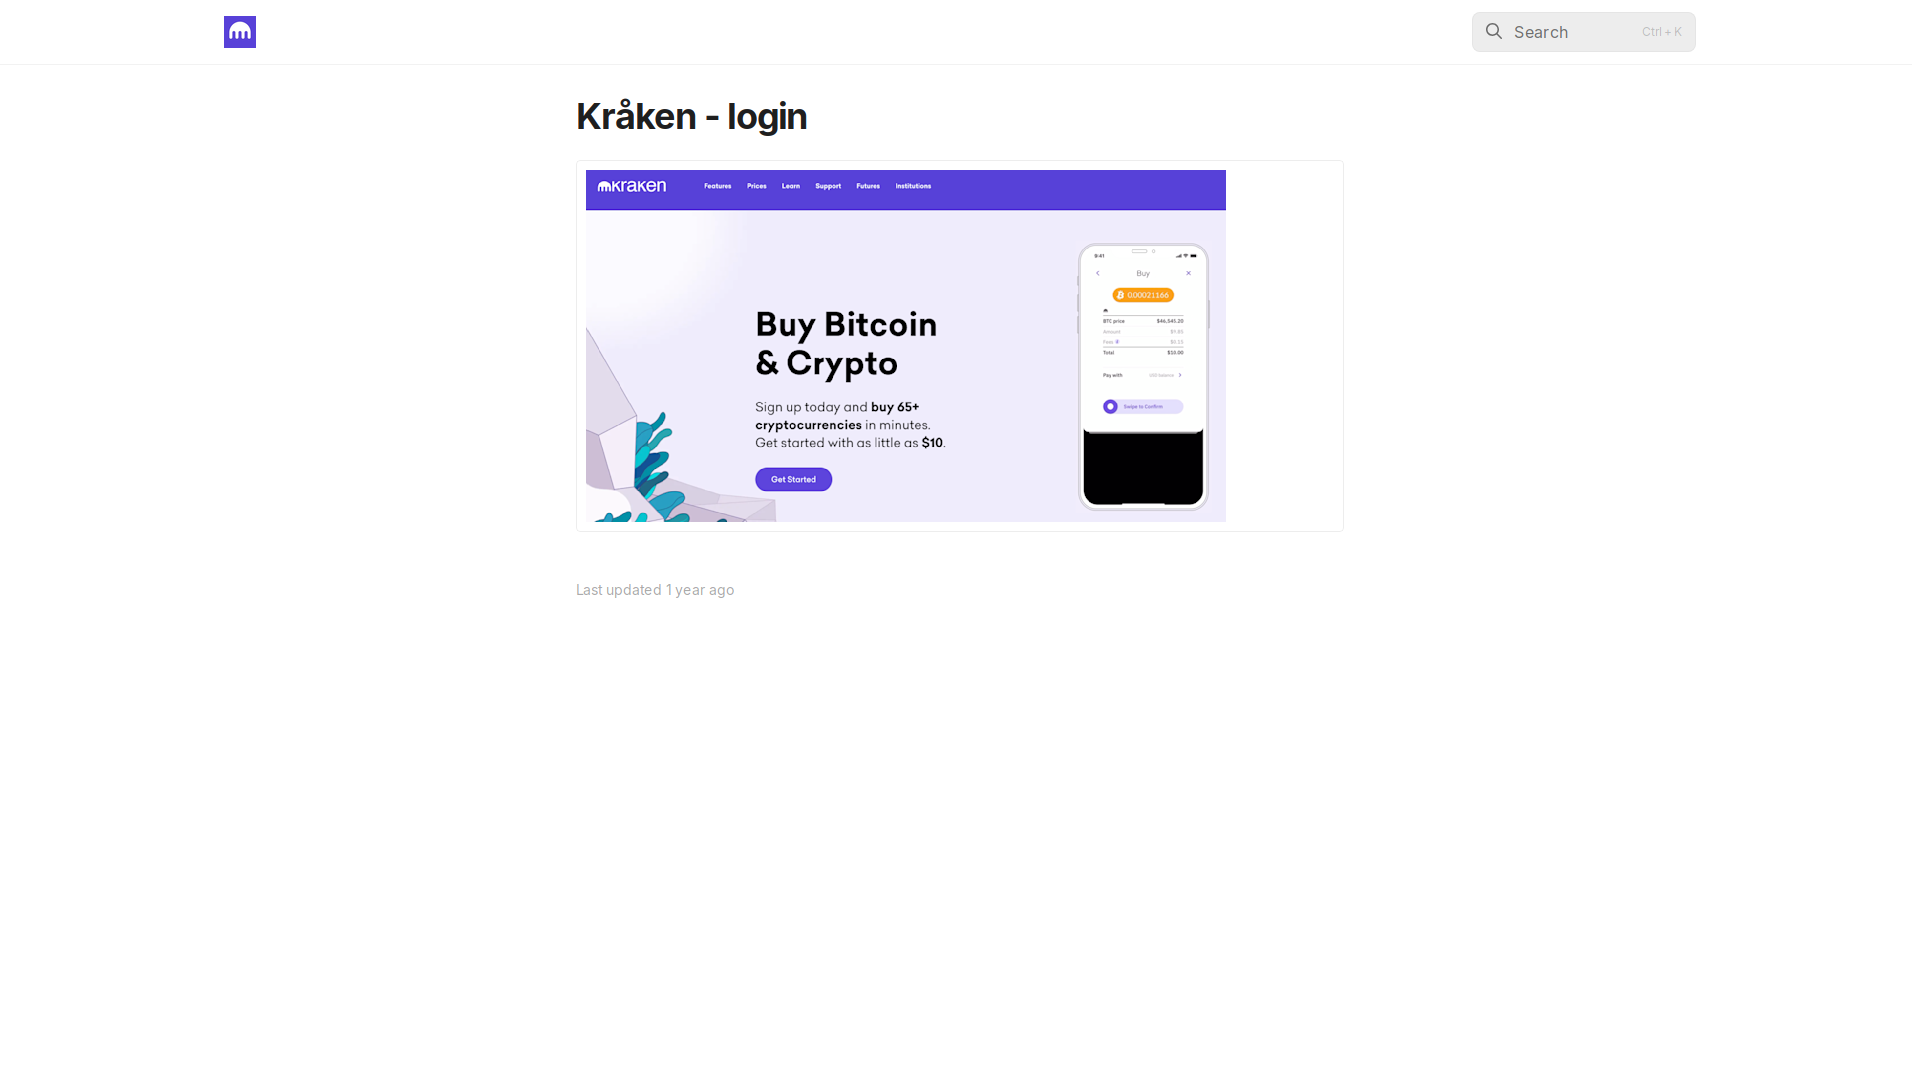 Search
Ctrl + K
Kråken - login
kraken
Features
Prices
Learn
Support
Futures
Institutions
9:41
Buy
0.00021166
BTC price
$46,541.20
Amount
$9.85
Fees
$0.15
Total
$10.00
Pay with
USD balance
Swipe to Confirm
Buy Bitcoin
& Crypto
Sign up today and buy 65+
cryptocurrencies in minutes.
Get started with as little as $10.
Get Started
Last updated 1 year ago